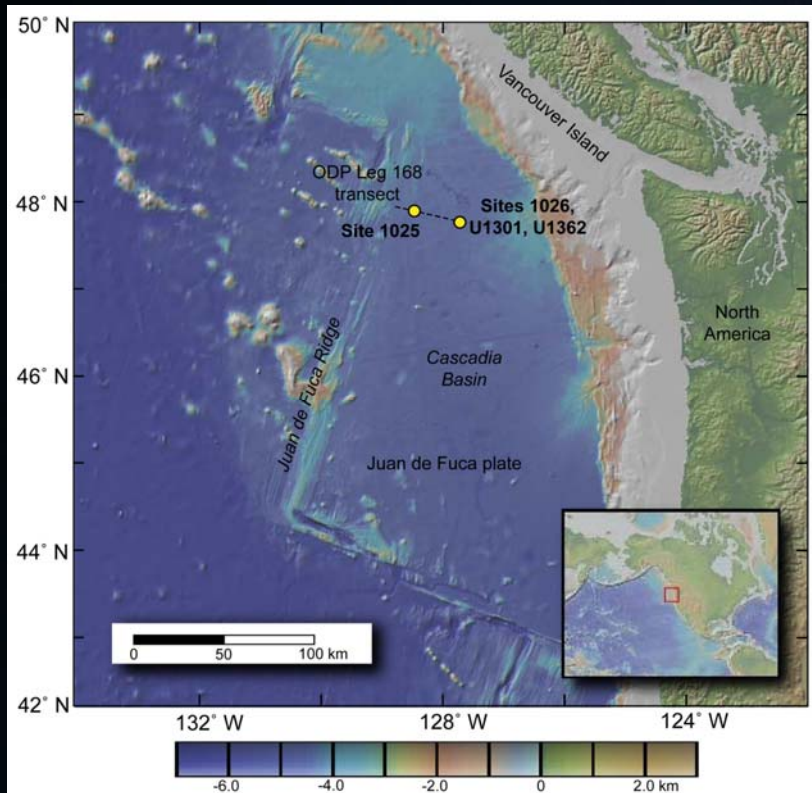 50° N
Vancouver Island
ODP Leg 168
transect
48° N
Sites 1026,
U1301, U1362
Site 1025
North
America
Juan de Fuca Ridge
46° N
Cascadia
Basin
Juan de Fuca plate
44° N
0 50 100 km
42° N
132° W 128° W 124° W
-6.0 -4.0 -2.0 0 2.0 km